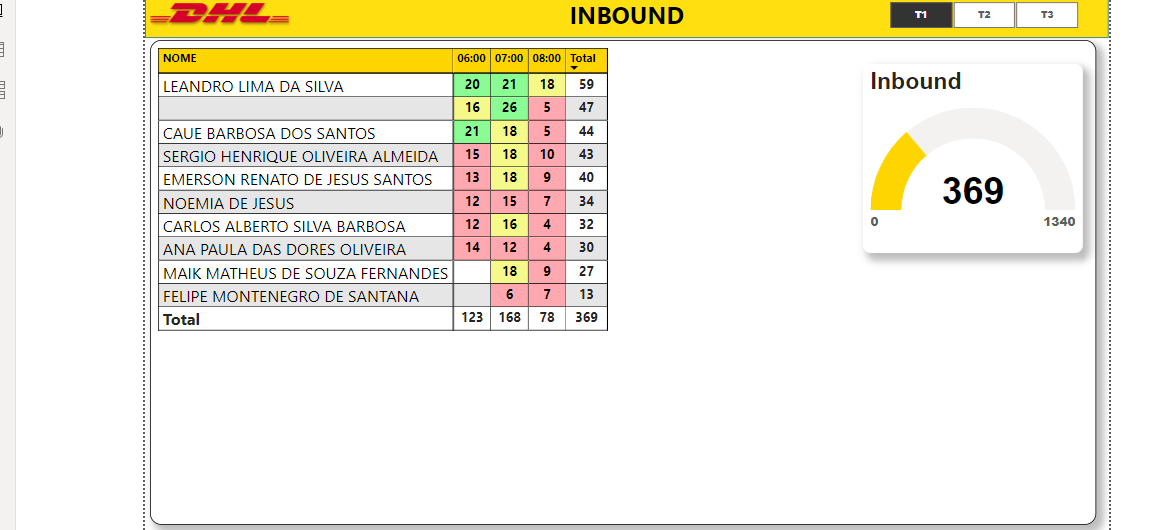 DHL
INBOUND
T1 T2 T3
NOME 06:00 07:00 08:00 Total
LEANDRO LIMA DA SILVA 20 21 18 59
16 26 5 47
CAUE BARBOSA DOS SANTOS 21 18 5 44
SERGIO HENRIQUE OLIVEIRA ALMEIDA 15 18 10 43
EMERSON RENATO DE JESUS SANTOS 13 18 9 40
NOEMIA DE JESUS 12 15 7 34
CARLOS ALBERTO SILVA BARBOSA 12 16 4 32
ANA PAULA DAS DORES OLIVEIRA 14 12 4 30
MAIK MATHEUS DE SOUZA FERNANDES 18 9 27
FELIPE MONTENEGRO DE SANTANA 6 7 13
Total 123 168 78 369
Inbound
369
0 1340